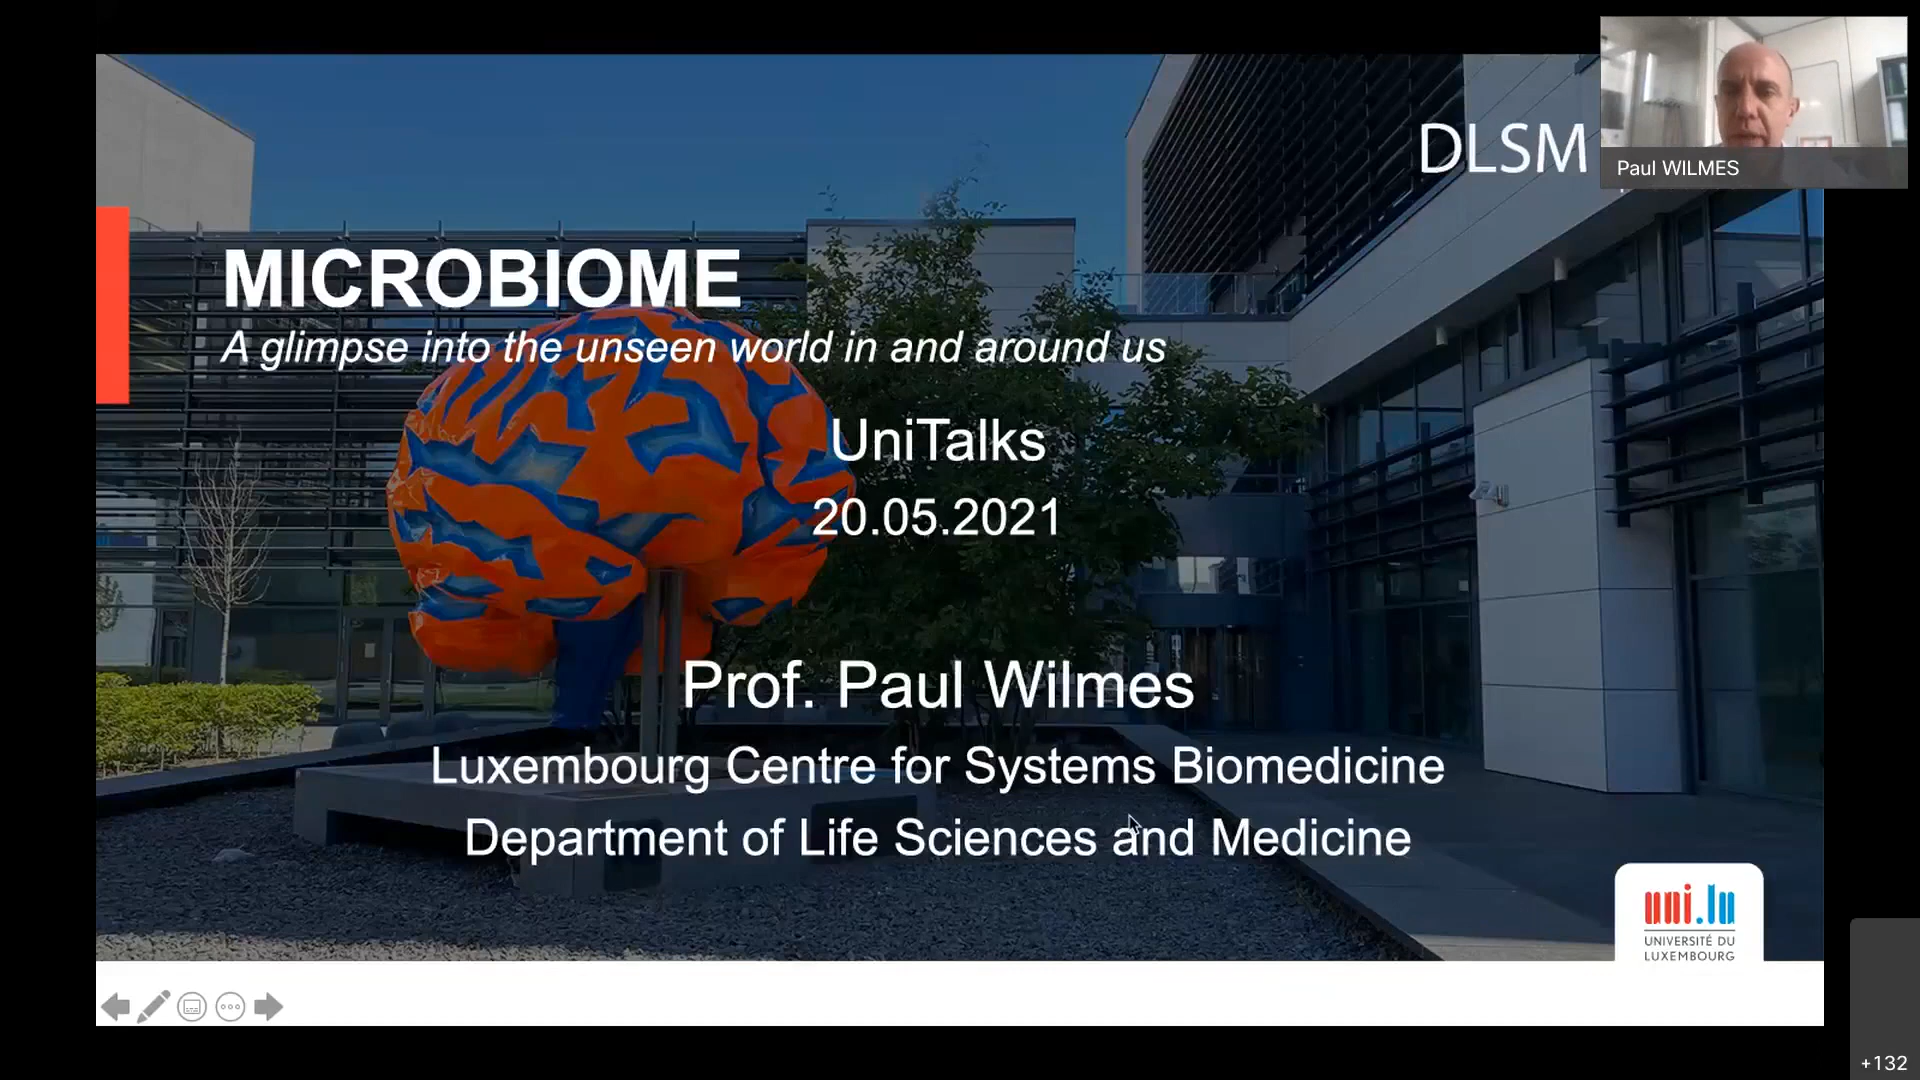 DLSM
Paul WILMES
MICROBIOME
A glimpse into the unseen world in and around us
UniTalks
20.05.2021
Prof. Paul Wilmes
Luxembourg Centre for Systems Biomedicine
Department of Life Sciences and Medicine
uni.lu
UNIVERSITÉ DU
LUXEMBOURG
+132